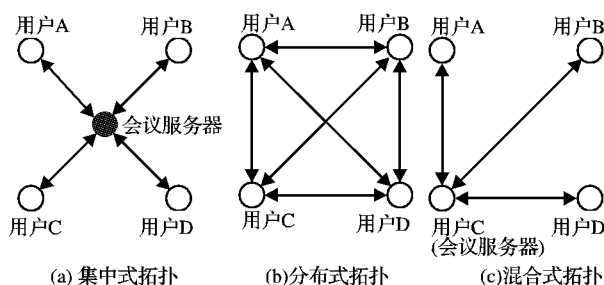 用户A
用户B
会议服务器
用户C
用户D
(a) 集中式拓扑
用户A
用户B
用户C
用户D
(b)分布式拓扑
用户A
用户B
用户C
(会议服务器)
用户D
(c)混合式拓扑